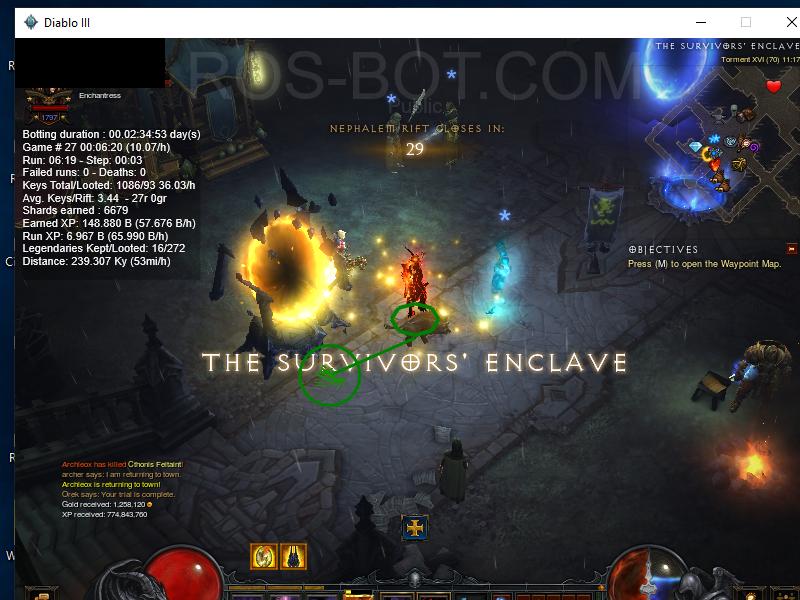 Diablo III
THE SURVIVORS' ENCLAVE
Torment XVI (70) 11:17
ROS-BOT.COM
Public
Enchantress
1797
NEPHALEM RIFT CLOSES IN:
29
Botting duration : 00.02:34:53 day(s)
Game # 27 00:06:20 (10.07/h)
Run: 06:19 - Step: 00:03
Failed runs: 0 - Deaths: 0
Keys Total/Looted: 1086/93 36.03/h
Avg. Keys/Rift: 3.44 - 27r 0gr
Shards earned : 6679
Earned XP: 148.880 B (57.676 B/h)
Run XP: 6.967 B (65.990 B/h)
Legendaries Kept/Looted: 16/272
Distance: 239.307 Ky (53mi/h)
OBJECTIVES
Press (M) to open the Waypoint Map.
THE SURVIVORS' ENCLAVE
Archleox has killed Cthonis Feltaint!
archer says: I am returning to town.
Archleox is returning to town!
Orek says: Your trial is complete.
Gold received: 1,258,120
XP received: 774,843,760